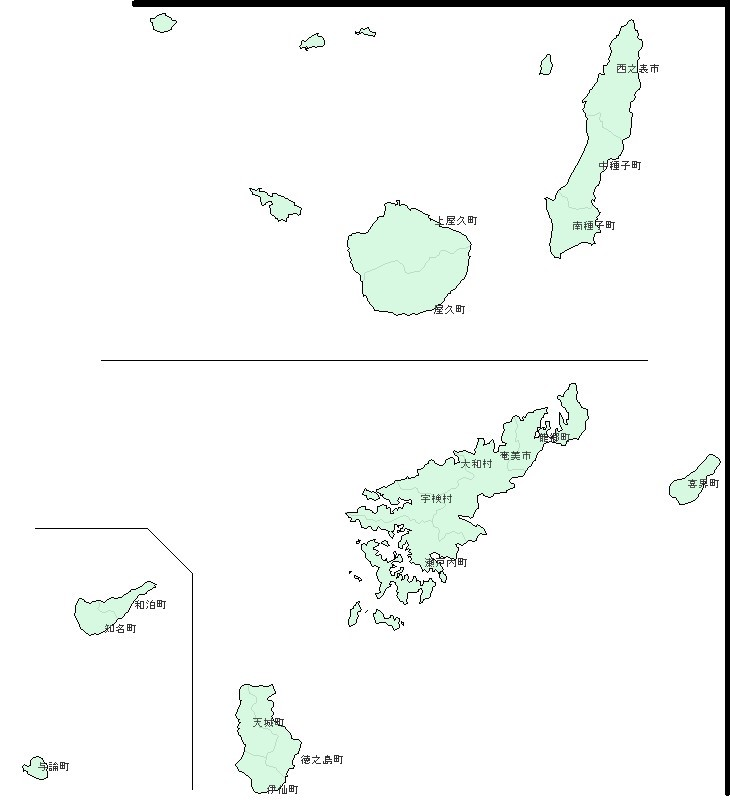 西之表市
中種子町
上屋久町
南種子町
屋久町
龍郷町
奄美市
大和村
喜界町
宇検村
瀬戸内町
和泊町
知名町
天城町
徳之島町
与論町
伊仙町